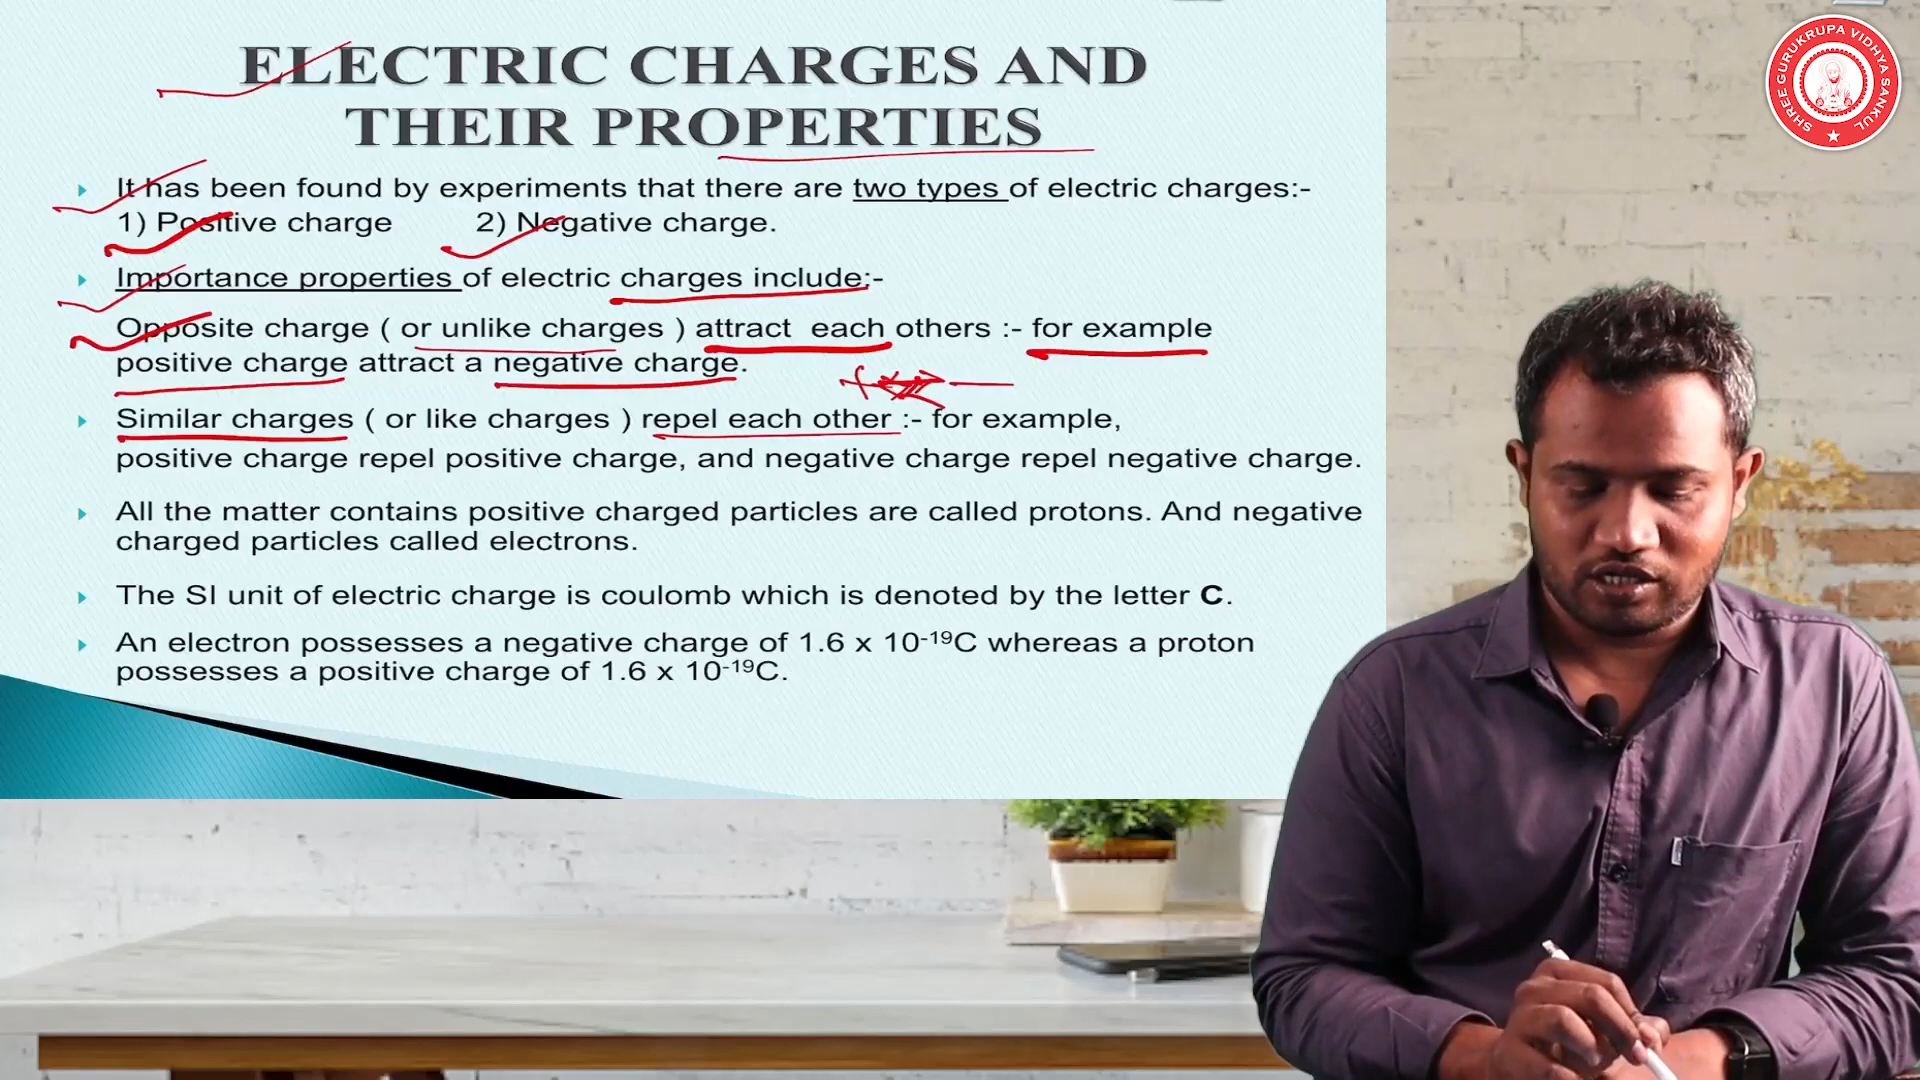 ELECTRIC CHARGES AND
THEIR PROPERTIES
It has been found by experiments that there are two types of electric charges:-
1) Positive charge 2) Negative charge.
Importance properties of electric charges include:-
Opposite charge ( or unlike charges ) attract each others :- for example
positive charge attract a negative charge.
Similar charges ( or like charges ) repel each other :- for example,
positive charge repel positive charge, and negative charge repel negative charge.
All the matter contains positive charged particles are called protons. And negative
charged particles called electrons.
The SI unit of electric charge is coulomb which is denoted by the letter C.
An electron possesses a negative charge of 1.6 x 10⁻¹⁹C whereas a proton
possesses a positive charge of 1.6 x 10⁻¹⁹C.
SHREE GURUKRUPA VIDHYA SANKUL